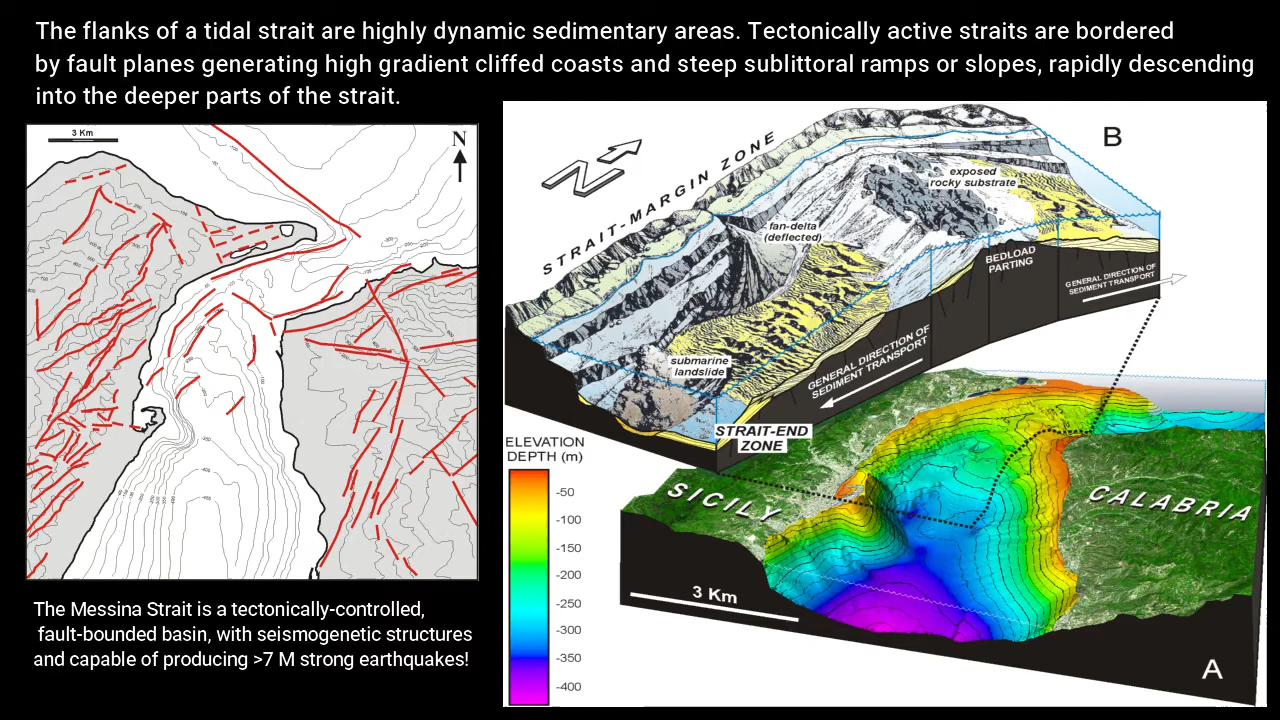 The flanks of a tidal strait are highly dynamic sedimentary areas. Tectonically active straits are bordered
by fault planes generating high gradient cliffed coasts and steep sublittoral ramps or slopes, rapidly descending
into the deeper parts of the strait.
3 Km
N
B
N
STRAIT-MARGIN ZONE
exposed
rocky substrate
fan-delta
(deflected)
BEDLOAD
PARTING
GENERAL DIRECTION OF
SEDIMENT TRANSPORT
GENERAL DIRECTION OF
SEDIMENT TRANSPORT
submarine
landslide
STRAIT-END
ZONE
ELEVATION
DEPTH (m)
-50
-100
-150
-200
-250
-300
-350
-400
SICILY
CALABRIA
3 Km
A
The Messina Strait is a tectonically-controlled,
fault-bounded basin, with seismogenetic structures
and capable of producing >7 M strong earthquakes!